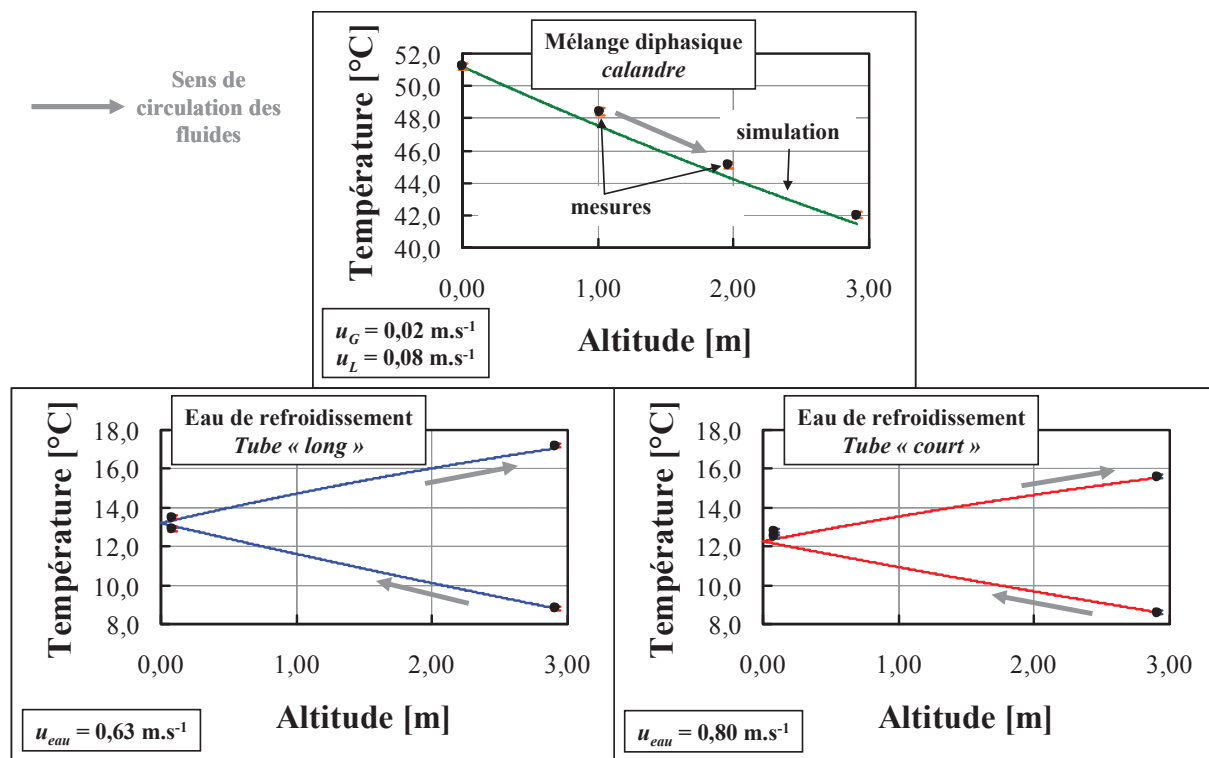 Sens de
circulation des
fluides
Mélange diphasique
calandre
Température [°C]
52,0
50,0
48,0
46,0
44,0
42,0
40,0
simulation
mesures
0,00 1,00 2,00 3,00
Altitude [m]
u_G = 0,02 m.s⁻¹
u_L = 0,08 m.s⁻¹
Eau de refroidissement
Tube « long »
Température [°C]
18,0
16,0
14,0
12,0
10,0
8,0
0,00 1,00 2,00 3,00
Altitude [m]
u_eau = 0,63 m.s⁻¹
Eau de refroidissement
Tube « court »
Température [°C]
18,0
16,0
14,0
12,0
10,0
8,0
0,00 1,00 2,00 3,00
Altitude [m]
u_eau = 0,80 m.s⁻¹